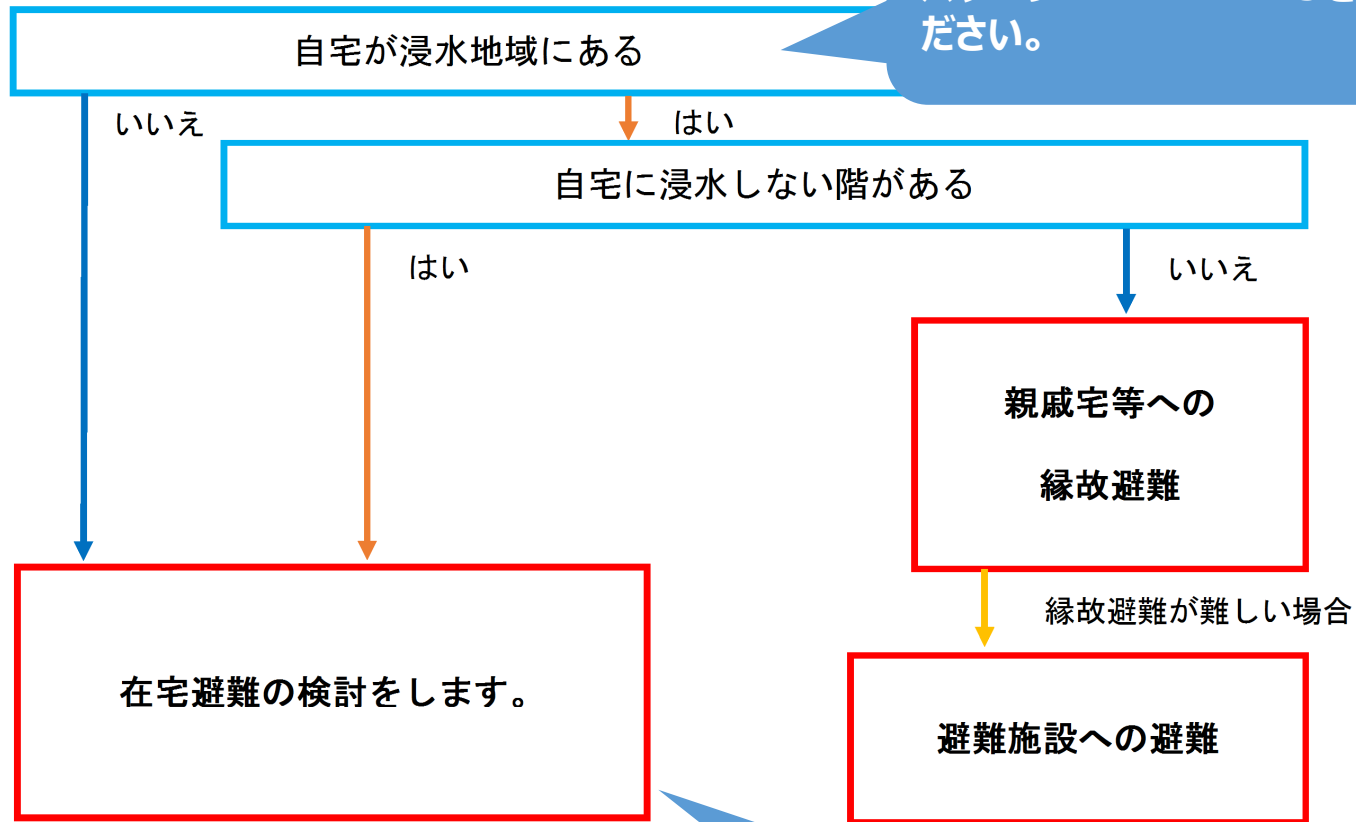 ださい。
自宅が浸水地域にある
いいえ
はい
自宅に浸水しない階がある
はい
いいえ
親戚宅等への
縁故避難
縁故避難が難しい場合
在宅避難の検討をします。
避難施設への避難